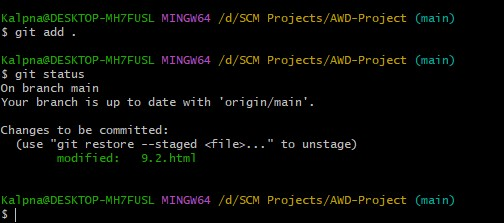 Kalpna@DESKTOP-MH7FUSL MINGW64 /d/SCM Projects/AWD-Project (main)
$ git add .
Kalpna@DESKTOP-MH7FUSL MINGW64 /d/SCM Projects/AWD-Project (main)
$ git status
On branch main
Your branch is up to date with 'origin/main'.
Changes to be committed:
  (use "git restore --staged <file>..." to unstage)
        modified:   9.2.html
Kalpna@DESKTOP-MH7FUSL MINGW64 /d/SCM Projects/AWD-Project (main)
$